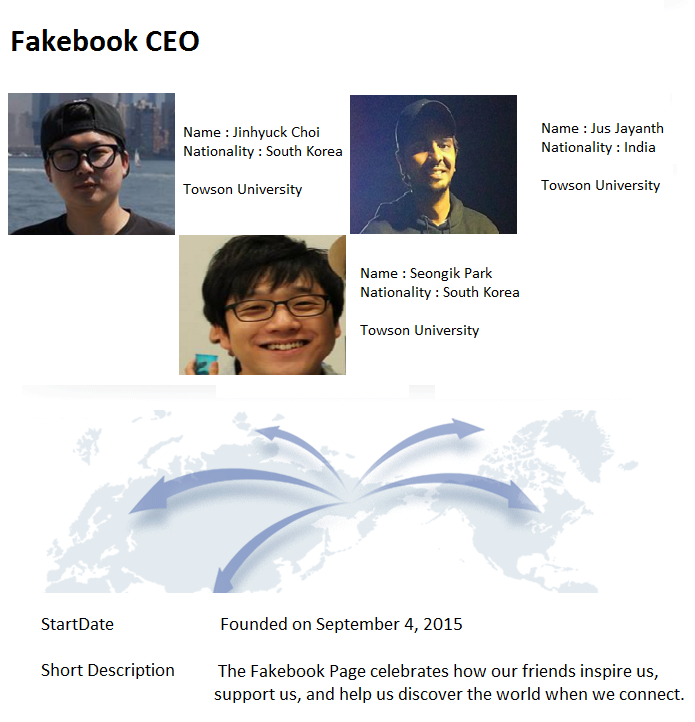 Fakebook CEO
Name : Jinhyuck Choi
Nationality : South Korea
Towson University
Name : Jus Jayanth
Nationality : India
Towson University
Name : Seongik Park
Nationality : South Korea
Towson University
StartDate Founded on September 4, 2015
Short Description The Fakebook Page celebrates how our friends inspire us,
support us, and help us discover the world when we connect.